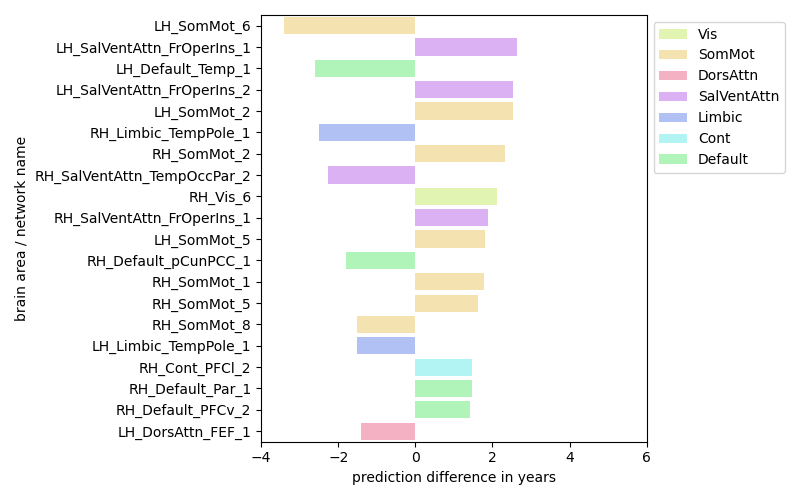 LH_SomMot_6
LH_SalVentAttn_FrOperIns_1
LH_Default_Temp_1
LH_SalVentAttn_FrOperIns_2
LH_SomMot_2
RH_Limbic_TempPole_1
RH_SomMot_2
RH_SalVentAttn_TempOccPar_2
RH_Vis_6
RH_SalVentAttn_FrOperIns_1
LH_SomMot_5
RH_Default_pCunPCC_1
RH_SomMot_1
RH_SomMot_5
RH_SomMot_8
LH_Limbic_TempPole_1
RH_Cont_PFCl_2
RH_Default_Par_1
RH_Default_PFCv_2
LH_DorsAttn_FEF_1
brain area / network name
−4 −2 0 2 4 6
prediction difference in years
Vis
SomMot
DorsAttn
SalVentAttn
Limbic
Cont
Default